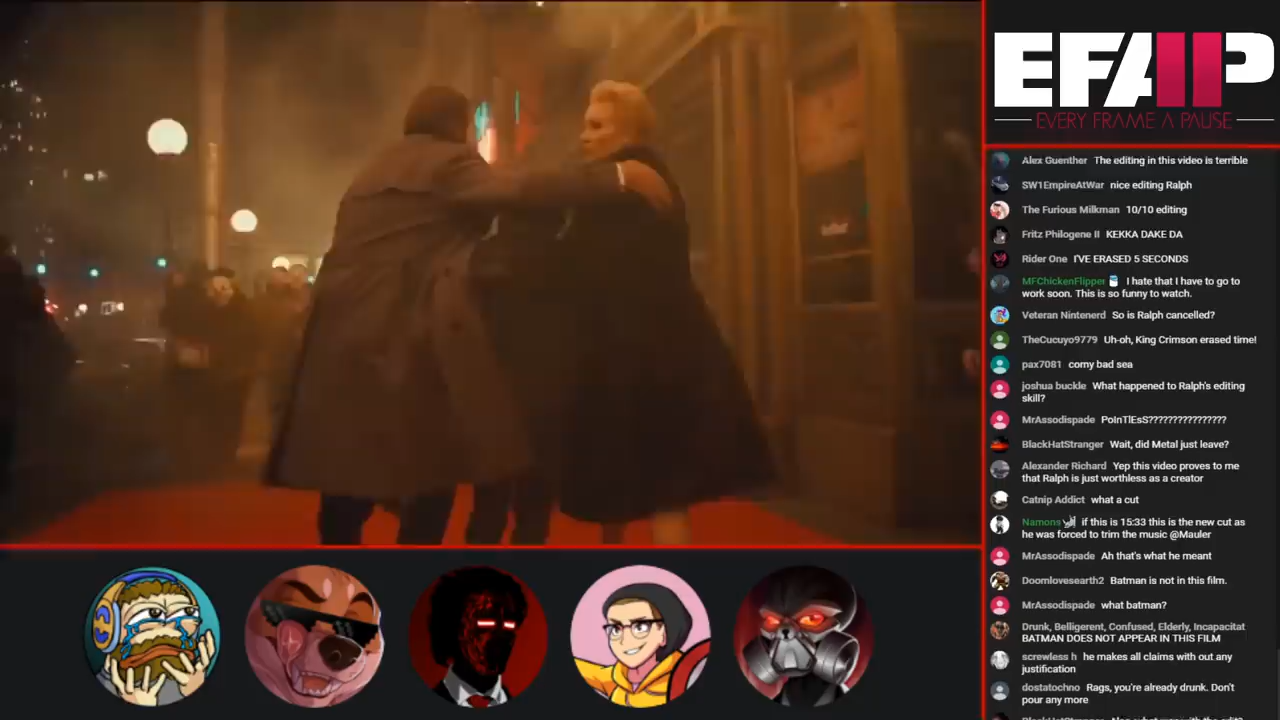 EFAP
EVERY FRAME A PAUSE
Alex Guenther The editing in this video is terrible
SW1EmpireAtWar nice editing Ralph
The Furious Milkman 10/10 editing
Fritz Philogene II KEKKA DAKE DA
Rider One I'VE ERASED 5 SECONDS
MFChickenFlipper I hate that I have to go to
work soon. This is so funny to watch.
Veteran Nintenerd So is Ralph cancelled?
TheCucuyo9779 Uh-oh, King Crimson erased time!
pax7081 corny bad sea
joshua buckle What happened to Ralph's editing
skill?
MrAssodispade PoInTlEsS????????????????
BlackHatStranger Wait, did Metal just leave?
Alexander Richard Yep this video proves to me
that Ralph is just worthless as a creator
Catnip Addict what a cut
Namons if this is 15:33 this is the new cut as
he was forced to trim the music @Mauler
MrAssodispade Ah that's what he meant
Doomlovesearth2 Batman is not in this film.
MrAssodispade what batman?
Drunk, Belligerent, Confused, Elderly, Incapacitat
BATMAN DOES NOT APPEAR IN THIS FILM
screwless h he makes all claims with out any
justification
dostatochno Rags, you're already drunk. Don't
pour any more